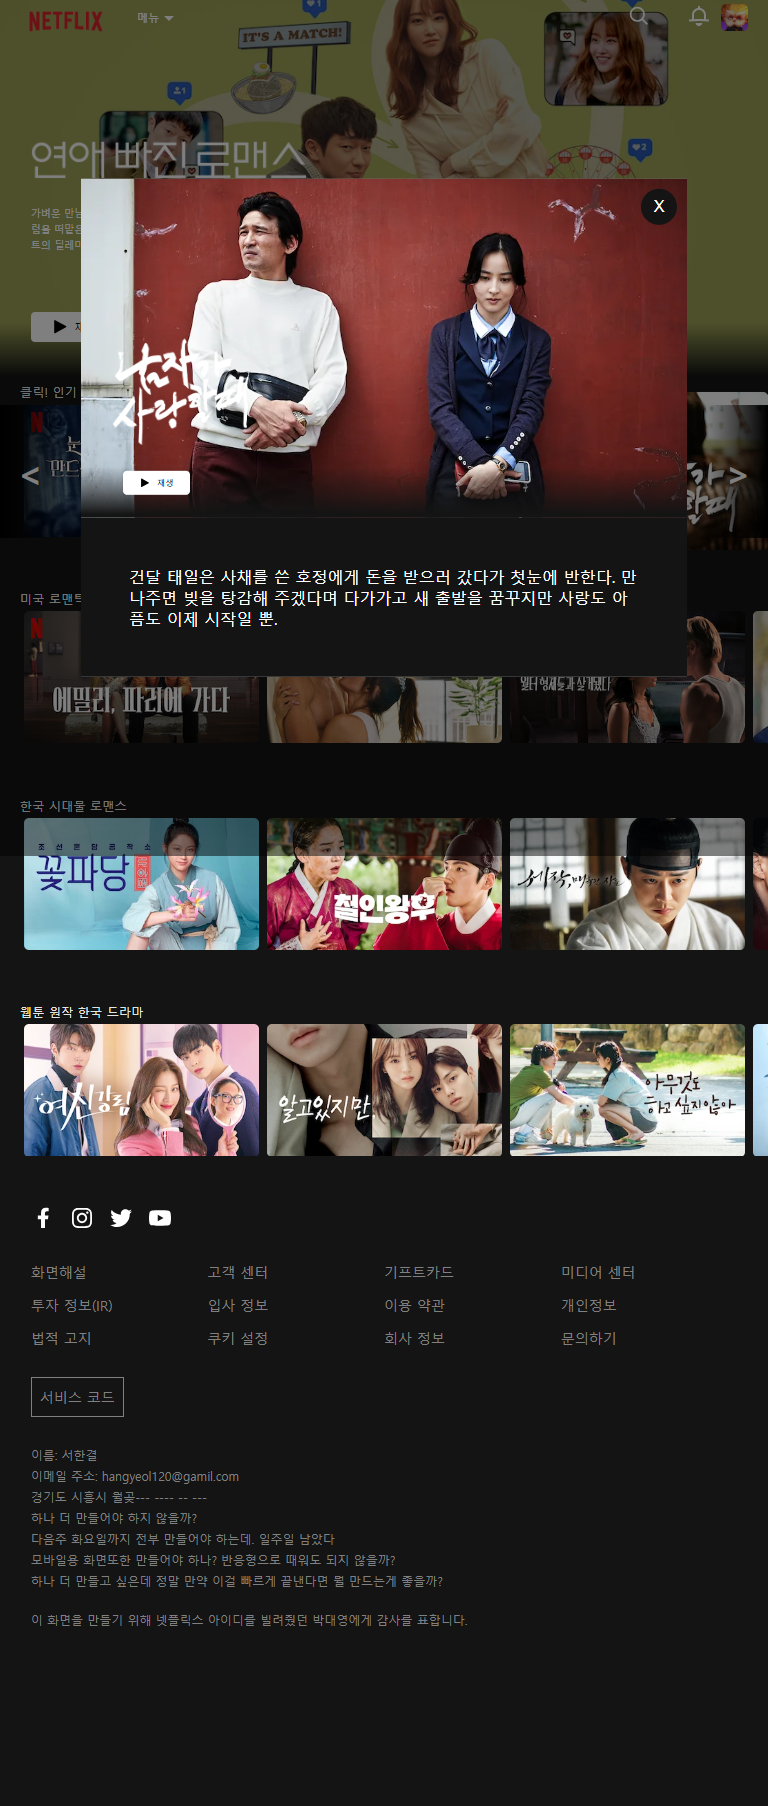 NETFLIX
메뉴
IT'S A MATCH!
1
1
2
연애 빠진 로맨스
가벼운 만남
럼을 떠맡은
트의 딜레마
X
남자가
사랑할때
재생
클릭! 인기
<
>
건달 태일은 사채를 쓴 호정에게 돈을 받으러 갔다가 첫눈에 반한다. 만
나주면 빚을 탕감해 주겠다며 다가가고 새 출발을 꿈꾸지만 사랑도 아
픔도 이제 시작일 뿐.
미국 로맨틱
에밀리, 파리에 가다
한국 시대물 로맨스
조선혼담공작소
꽃파당
철인왕후
세작, 매혹된 자들
웹툰 원작 한국 드라마
여신강림
알고있지만,
아무것도
하고 싶지 않아
화면해설
고객 센터
기프트카드
미디어 센터
투자 정보(IR)
입사 정보
이용 약관
개인정보
법적 고지
쿠키 설정
회사 정보
문의하기
서비스 코드
이름: 서한결
이메일 주소: hangyeol120@gamil.com
경기도 시흥시 월곶--- ---- -- ---
하나 더 만들어야 하지 않을까?
다음주 화요일까지 전부 만들어야 하는데. 일주일 남았다
모바일용 화면또한 만들어야 하나? 반응형으로 때워도 되지 않을까?
하나 더 만들고 싶은데 정말 만약 이걸 빠르게 끝낸다면 뭘 만드는게 좋을까?
이 화면을 만들기 위해 넷플릭스 아이디를 빌려줬던 박대영에게 감사를 표합니다.